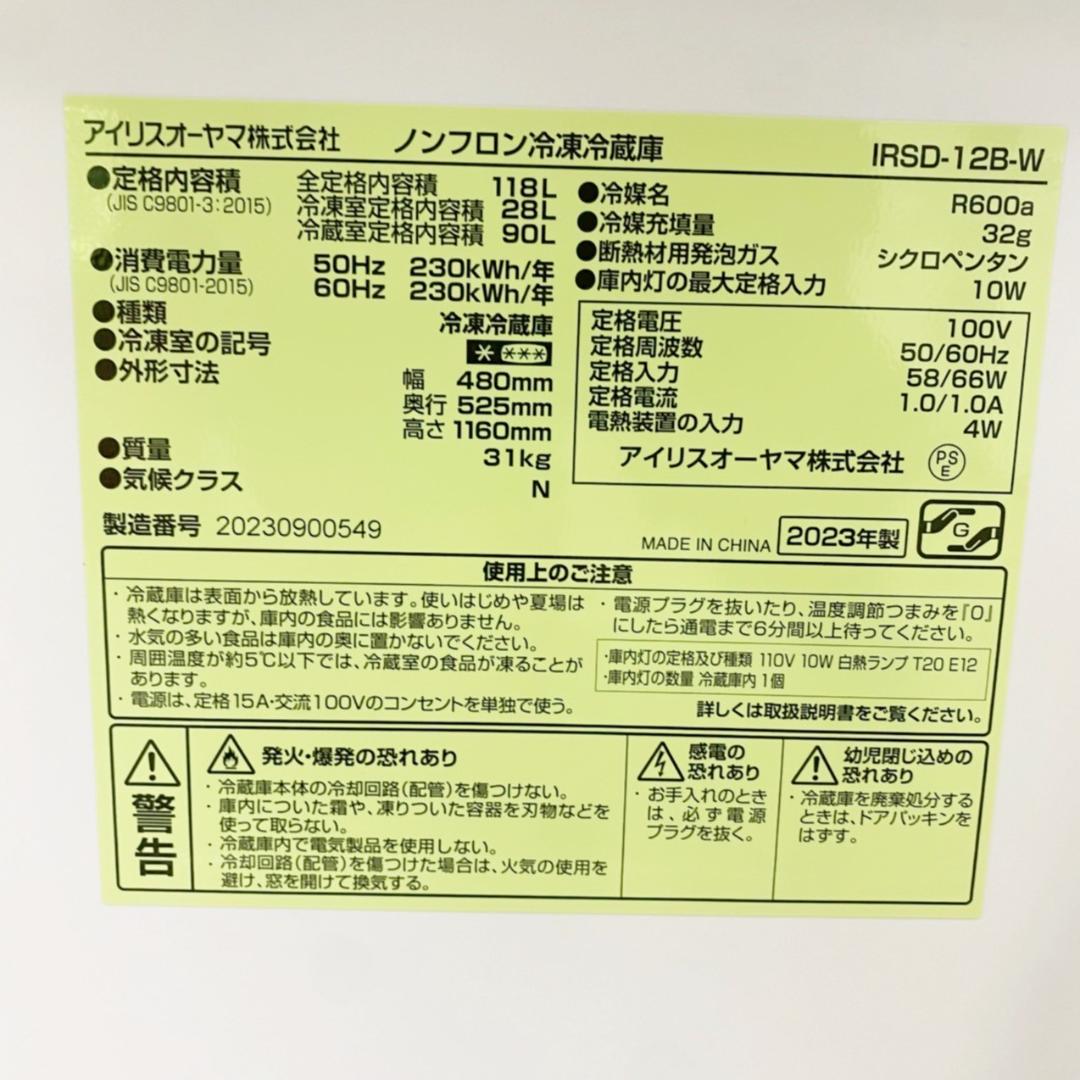 アイリスオーヤマ株式会社 ノンフロン冷凍冷蔵庫 IRSD-12B-W
●定格内容積 全定格内容積 118L
(JIS C9801-3:2015) 冷凍室定格内容積 28L
冷蔵室定格内容積 90L
●消費電力量 50Hz 230kWh/年
(JIS C9801-2015) 60Hz 230kWh/年
●種類 冷凍冷蔵庫
●冷凍室の記号
●外形寸法 幅 480mm
奥行 525mm
高さ 1160mm
●質量 31kg
●気候クラス N
●冷媒名 R600a
●冷媒充填量 32g
●断熱材用発泡ガス シクロペンタン
●庫内灯の最大定格入力 10W
定格電圧 100V
定格周波数 50/60Hz
定格入力 58/66W
定格電流 1.0/1.0A
電熱装置の入力 4W
アイリスオーヤマ株式会社 PSE
製造番号 20230900549
MADE IN CHINA 2023年製 G
使用上のご注意
・冷蔵庫は表面から放熱しています。使いはじめや夏場は
熱くなりますが、庫内の食品には影響ありません。
・水気の多い食品は庫内の奥に置かないでください。
・周囲温度が約5℃以下では、冷蔵室の食品が凍ることが
あります。
・電源は、定格15A・交流100Vのコンセントを単独で使う。
・電源プラグを抜いたり、温度調節つまみを『0』
にしたら通電まで6分間以上待ってください。
・庫内灯の定格及び種類 110V 10W 白熱ランプ T20 E12
・庫内灯の数量 冷蔵庫内 1個
詳しくは取扱説明書をご覧ください。
警告
発火・爆発の恐れあり
・冷蔵庫本体の冷却回路(配管)を傷つけない。
・庫内についた霜や、凍りついた容器を刃物などを
使って取らない。
・冷蔵庫内で電気製品を使用しない。
・冷却回路(配管)を傷つけた場合は、火気の使用を
避け、窓を開けて換気する。
感電の
恐れあり
・お手入れのとき
は、必ず電源
プラグを抜く。
幼児閉じ込めの
恐れあり
・冷蔵庫を廃棄処分する
ときは、ドアパッキンを
はずす。